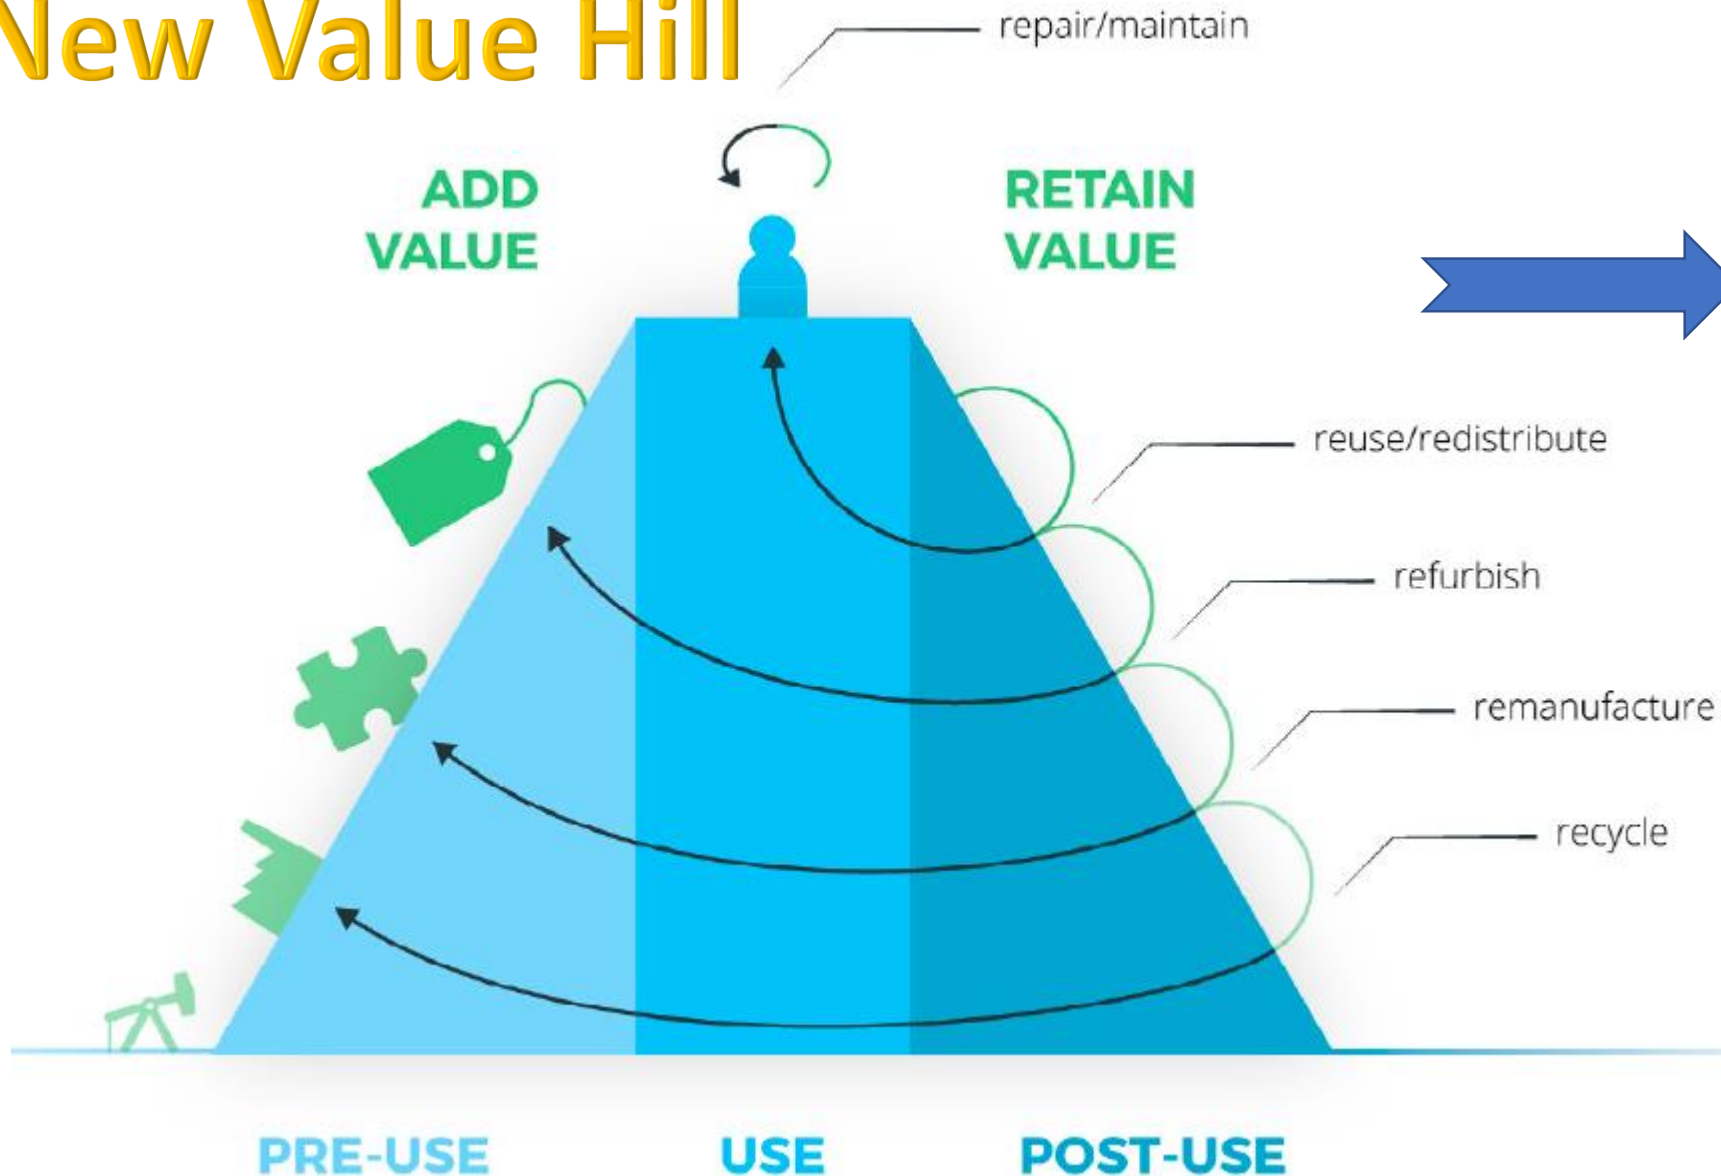 New Value Hill
repair/maintain
ADD
VALUE
RETAIN
VALUE
reuse/redistribute
refurbish
remanufacture
recycle
PRE-USE
USE
POST-USE